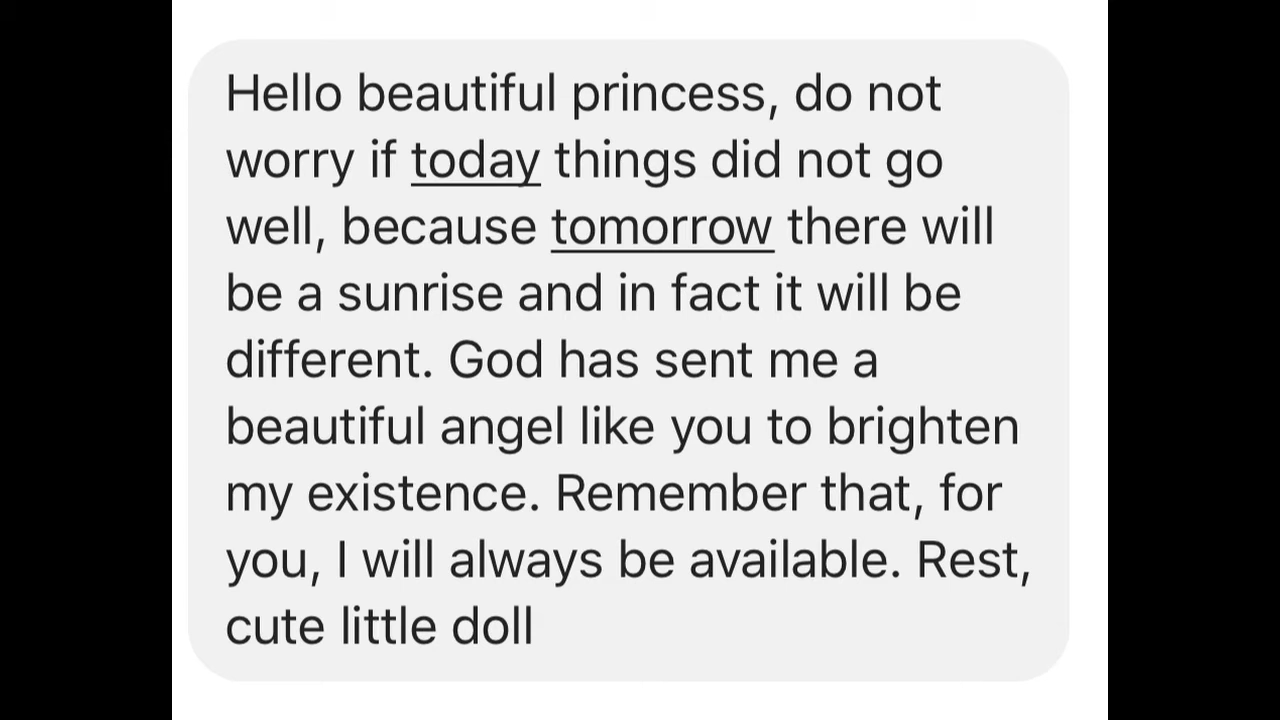 Hello beautiful princess, do not
worry if today things did not go
well, because tomorrow there will
be a sunrise and in fact it will be
different. God has sent me a
beautiful angel like you to brighten
my existence. Remember that, for
you, I will always be available. Rest,
cute little doll